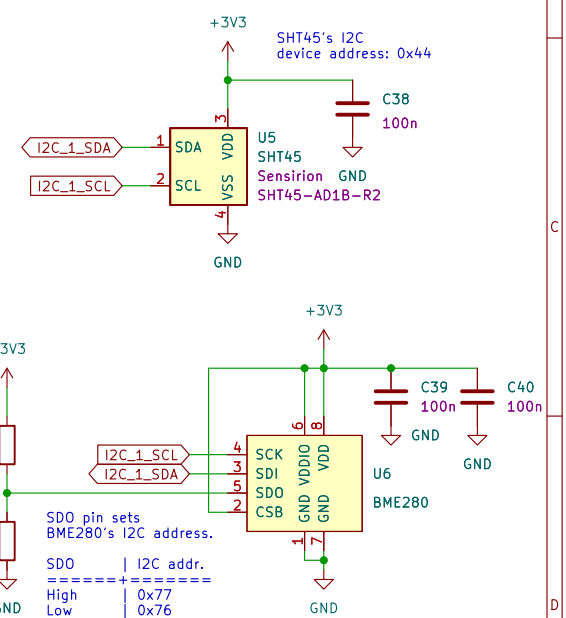 +3V3
SHT45's I2C
device address: 0x44
C38
100n
GND
I2C_1_SDA
1
SDA
I2C_1_SCL
2
SCL
3
VDD
VSS
4
U5
SHT45
Sensirion
SHT45-AD1B-R2
GND
C
+3V3
3V3
C39
100n
GND
C40
100n
GND
6
8
I2C_1_SCL
4
SCK
I2C_1_SDA
3
SDI
5
SDO
2
CSB
VDDIO
VDD
GND
GND
1
7
U6
BME280
GND
SDO pin sets
BME280's I2C address.
SDO | I2C addr.
======+=======
High | 0x77
Low | 0x76
GND
D